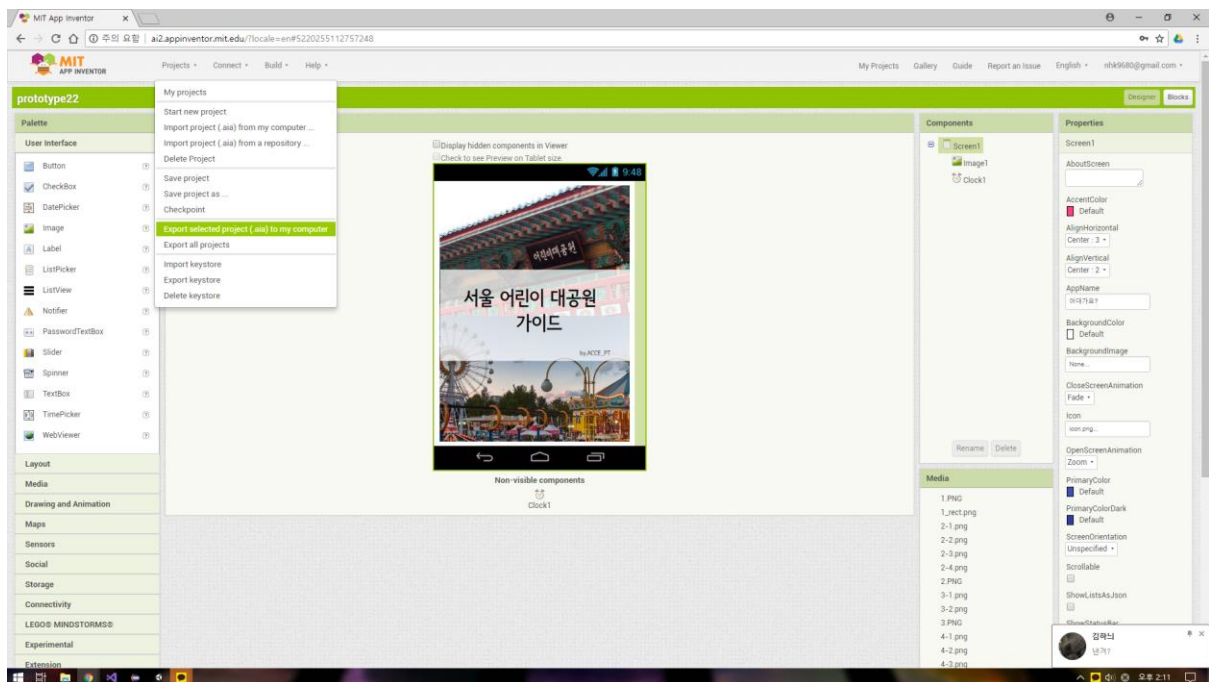 MIT App Inventor
주의 요함 ai2.appinventor.mit.edu/?locale=en#5220255112757248
MIT
APP INVENTOR
Projects Connect Build Help
My Projects Gallery Guide Report an Issue English nhk9680@gmail.com
prototype22
Designer Blocks
My projects
Start new project
Import project (.aia) from my computer ...
Import project (.aia) from a repository ...
Delete Project
Save project
Save project as ...
Checkpoint
Export selected project (.aia) to my computer
Export all projects
Import keystore
Export keystore
Delete keystore
Palette
User Interface
Button
CheckBox
DatePicker
Image
Label
ListPicker
ListView
Notifier
PasswordTextBox
Slider
Spinner
TextBox
TimePicker
WebViewer
Layout
Media
Drawing and Animation
Maps
Sensors
Social
Storage
Connectivity
LEGO® MINDSTORMS®
Experimental
Extension
Display hidden components in Viewer
Check to see Preview on Tablet size.
9:48
서울 어린이 대공원
가이드
by ACCE_PT
Non-visible components
Clock1
Components
Screen1
Image1
Clock1
Rename Delete
Media
1.PNG
1_rect.png
2-1.png
2-2.png
2-3.png
2-4.png
2.PNG
3-1.png
3-2.png
3.PNG
4-1.png
4-2.png
4-3.png
Properties
Screen1
AboutScreen
AccentColor
Default
AlignHorizontal
Center : 3
AlignVertical
Center : 2
AppName
어대가요?
BackgroundColor
Default
BackgroundImage
None...
CloseScreenAnimation
Fade
Icon
icon.png...
OpenScreenAnimation
Zoom
PrimaryColor
Default
PrimaryColorDark
Default
ScreenOrientation
Unspecified
Scrollable
ShowListsAsJson
ShowStatusBar
오후 2:11